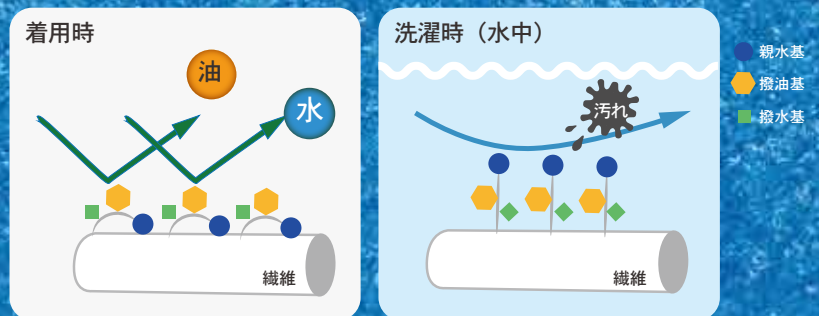 着用時
油
水
繊維
洗濯時（水中）
汚れ
繊維
親水基
撥油基
撥水基